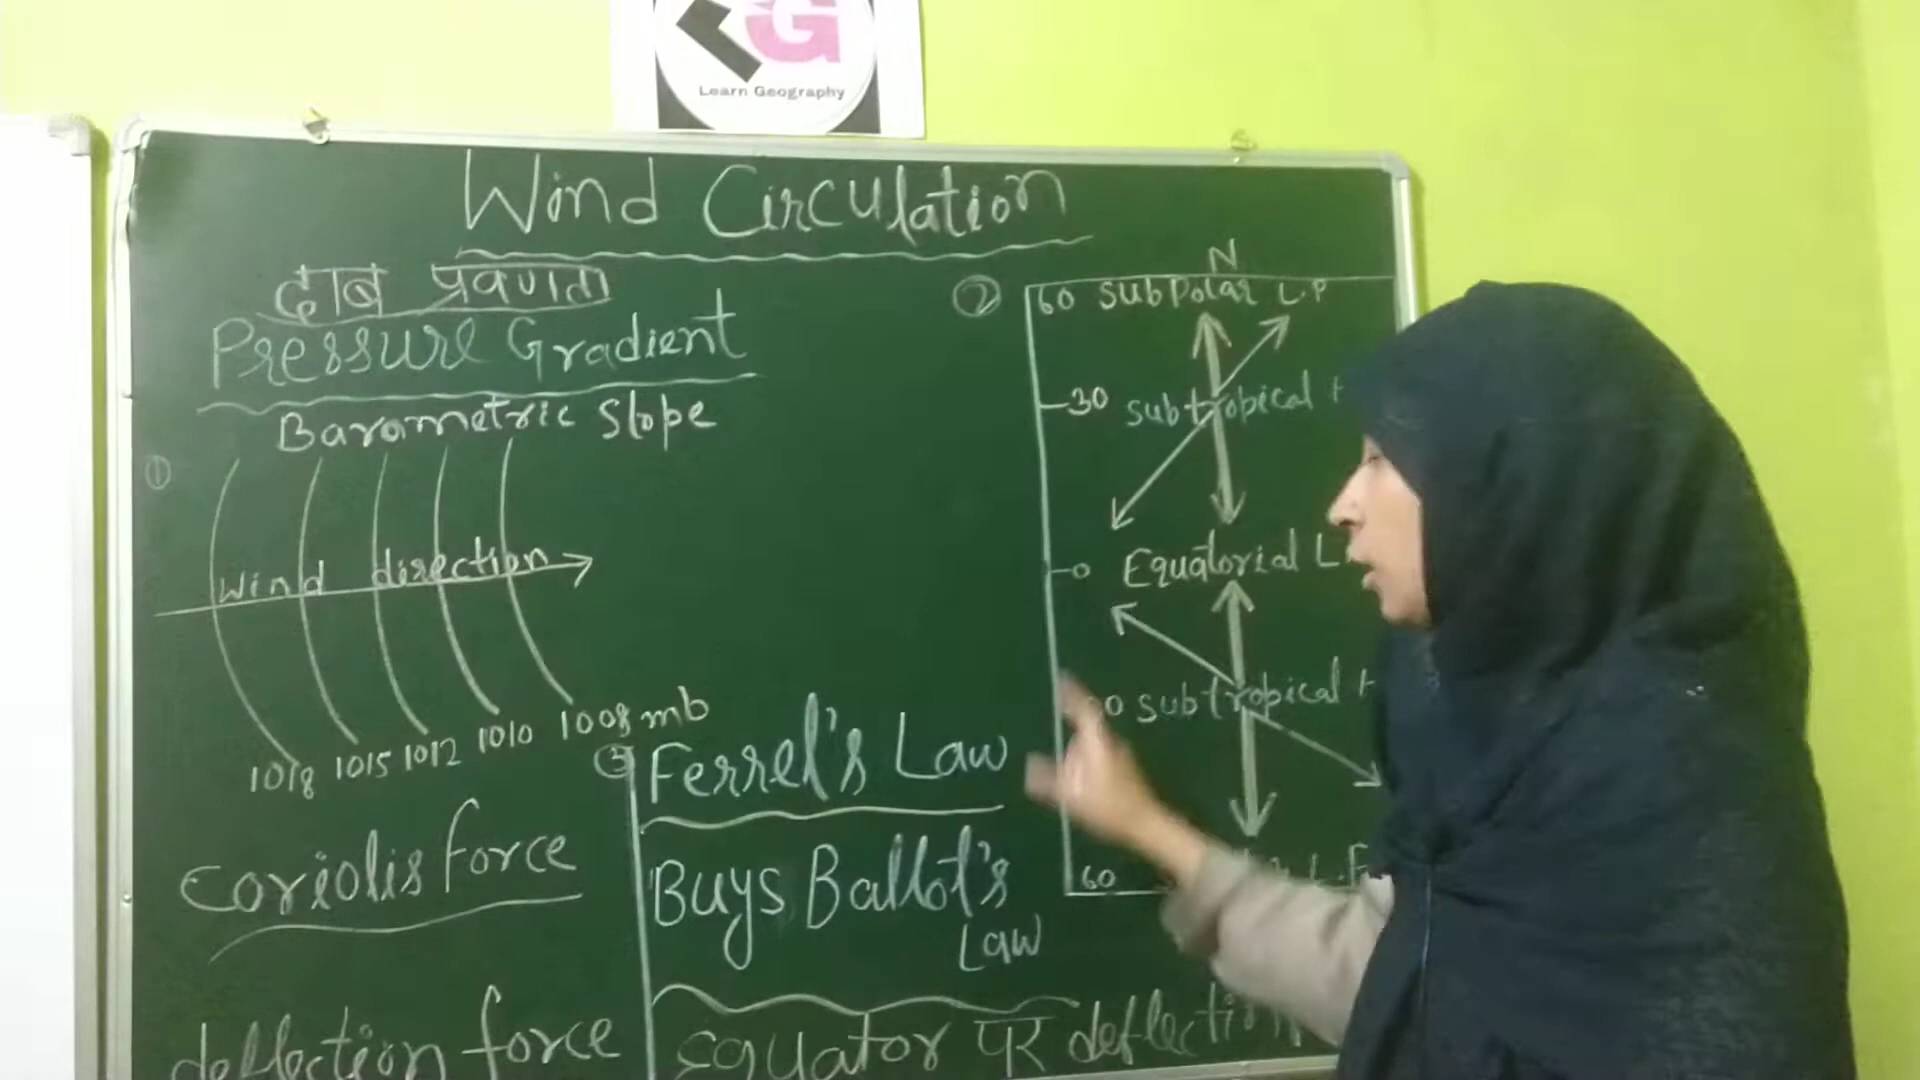 LG
Learn Geography
Wind Circulation
दाब प्रवणता
Pressure Gradient
Barometric Slope
①
Wind direction
1018 1015 1012 1010 1008 mb
Coriolis Force
deflection force
③ Ferrel's Law
Buys Ballot's
Law
equator पर deflection
②
N
60 Subpolar L.P
30 Subtropical H
0 Equatorial L
0 Subtropical H
60 L.P